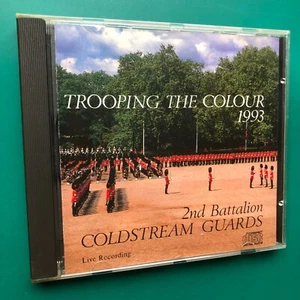 TROOPING THE COLOUR
1993
2nd Battalion
COLDSTREAM GUARDS
Live Recording